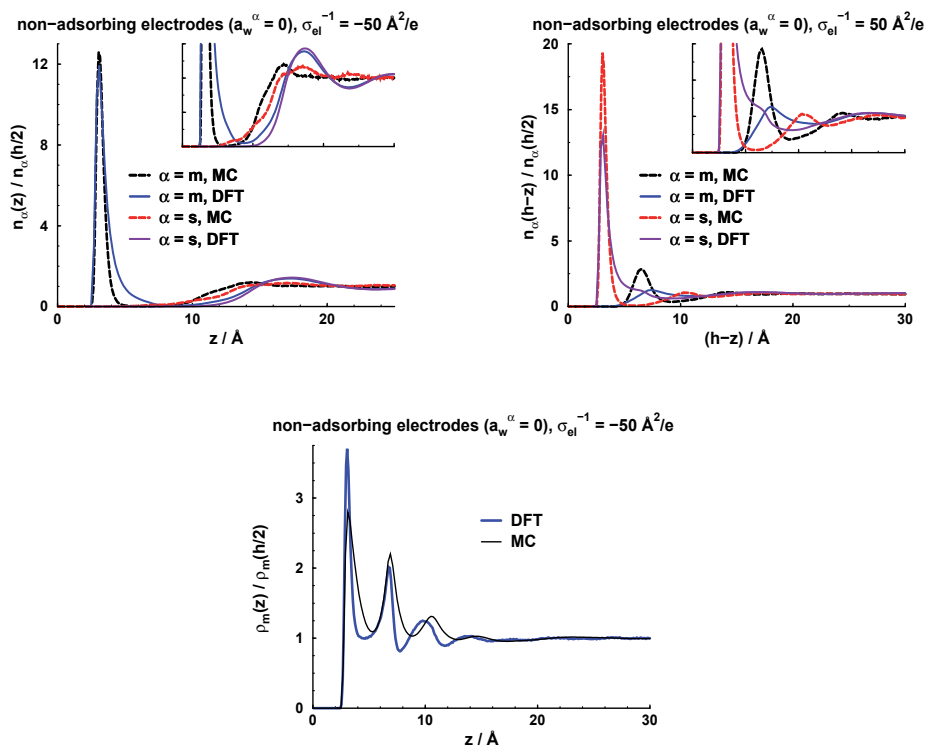 non−adsorbing electrodes (a_w^α = 0), σ_el^−1 = −50 Å^2/e
n_α(z) / n_α(h/2)
12
8
4
0
α = m, MC
α = m, DFT
α = s, MC
α = s, DFT
0 10 20
z / Å
non−adsorbing electrodes (a_w^α = 0), σ_el^−1 = 50 Å^2/e
n_α(h−z) / n_α(h/2)
20
15
10
5
0
α = m, MC
α = m, DFT
α = s, MC
α = s, DFT
0 10 20 30
(h−z) / Å
non−adsorbing electrodes (a_w^α = 0), σ_el^−1 = −50 Å^2/e
ρ_m(z) / ρ_m(h/2)
3
2
1
0
DFT
MC
0 10 20 30
z / Å